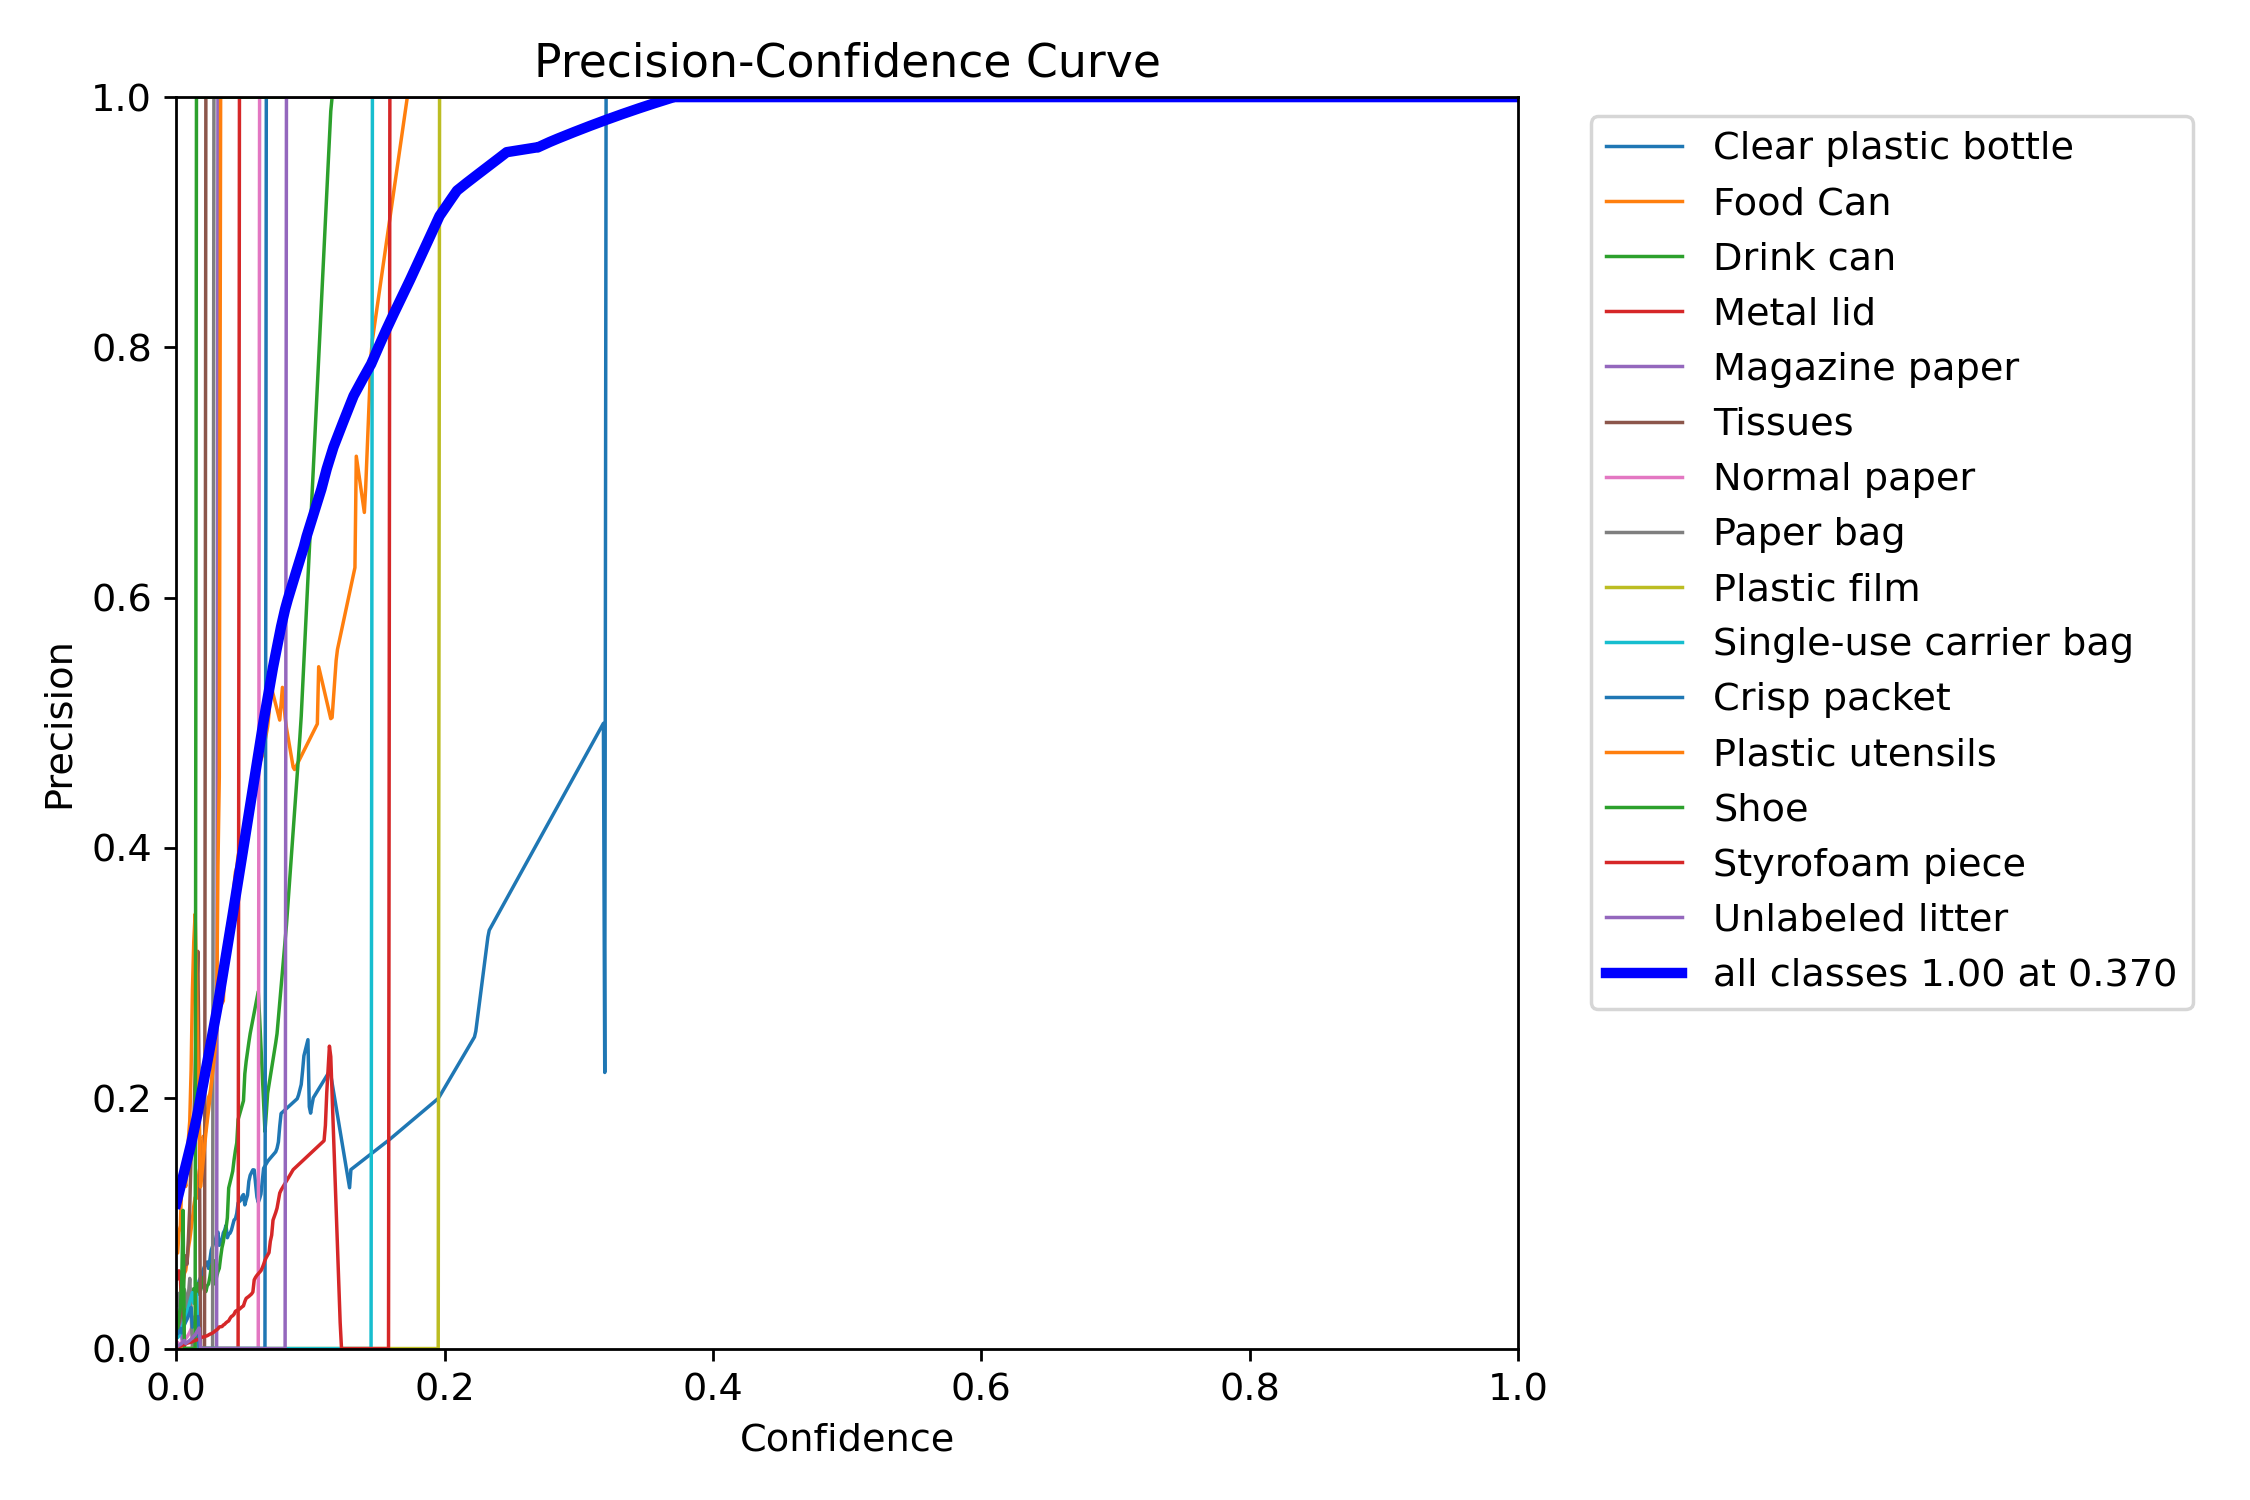 Precision-Confidence Curve
1.0
0.8
0.6
0.4
0.2
0.0
Precision
0.0 0.2 0.4 0.6 0.8 1.0
Confidence
Clear plastic bottle
Food Can
Drink can
Metal lid
Magazine paper
Tissues
Normal paper
Paper bag
Plastic film
Single-use carrier bag
Crisp packet
Plastic utensils
Shoe
Styrofoam piece
Unlabeled litter
all classes 1.00 at 0.370